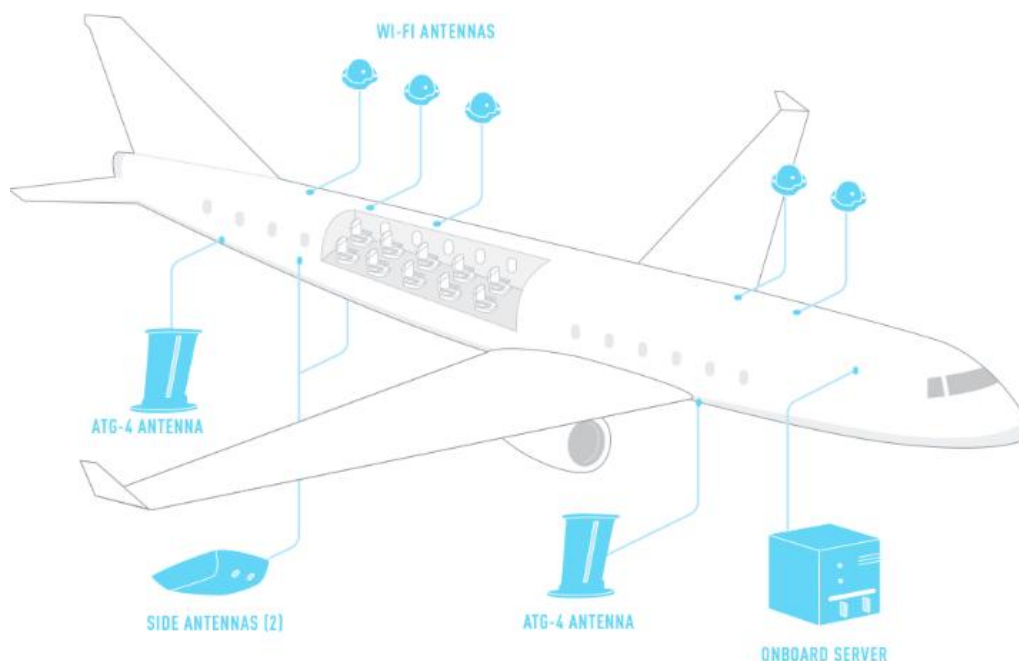 WI-FI ANTENNAS
ATG-4 ANTENNA
SIDE ANTENNAS (2)
ATG-4 ANTENNA
ONBOARD SERVER